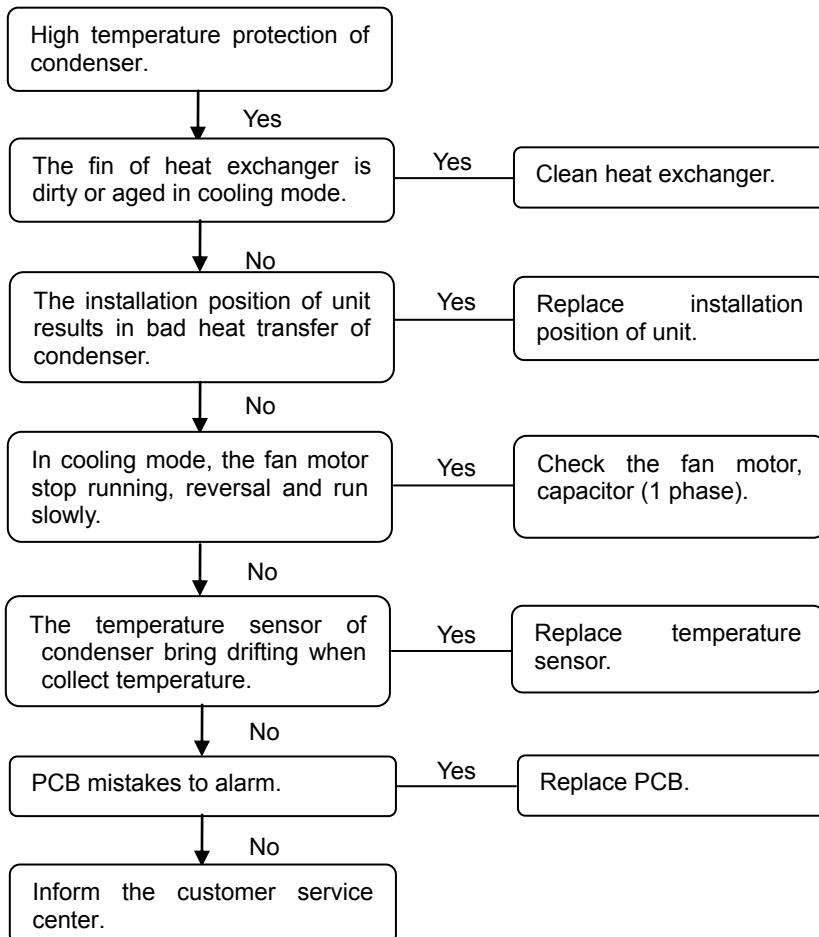 High temperature protection of
condenser.
Yes
The fin of heat exchanger is
dirty or aged in cooling mode.
Yes
Clean heat exchanger.
No
The installation position of unit
results in bad heat transfer of
condenser.
Yes
Replace installation
position of unit.
No
In cooling mode, the fan motor
stop running, reversal and run
slowly.
Yes
Check the fan motor,
capacitor (1 phase).
No
The temperature sensor of
condenser bring drifting when
collect temperature.
Yes
Replace temperature
sensor.
No
PCB mistakes to alarm.
Yes
Replace PCB.
No
Inform the customer service
center.